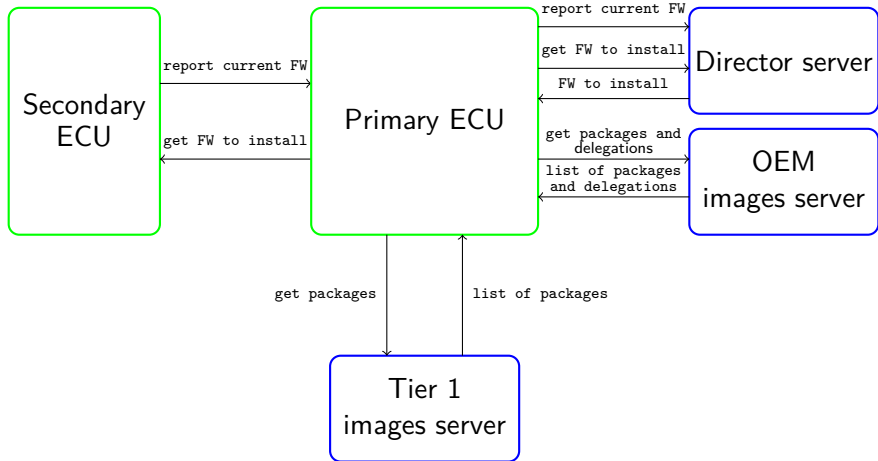 report current FW
report current FW
get FW to install
FW to install
Director server
Secondary
ECU
Primary ECU
get FW to install
get packages and
delegations
list of packages
and delegations
OEM
images server
get packages
list of packages
Tier 1
images server